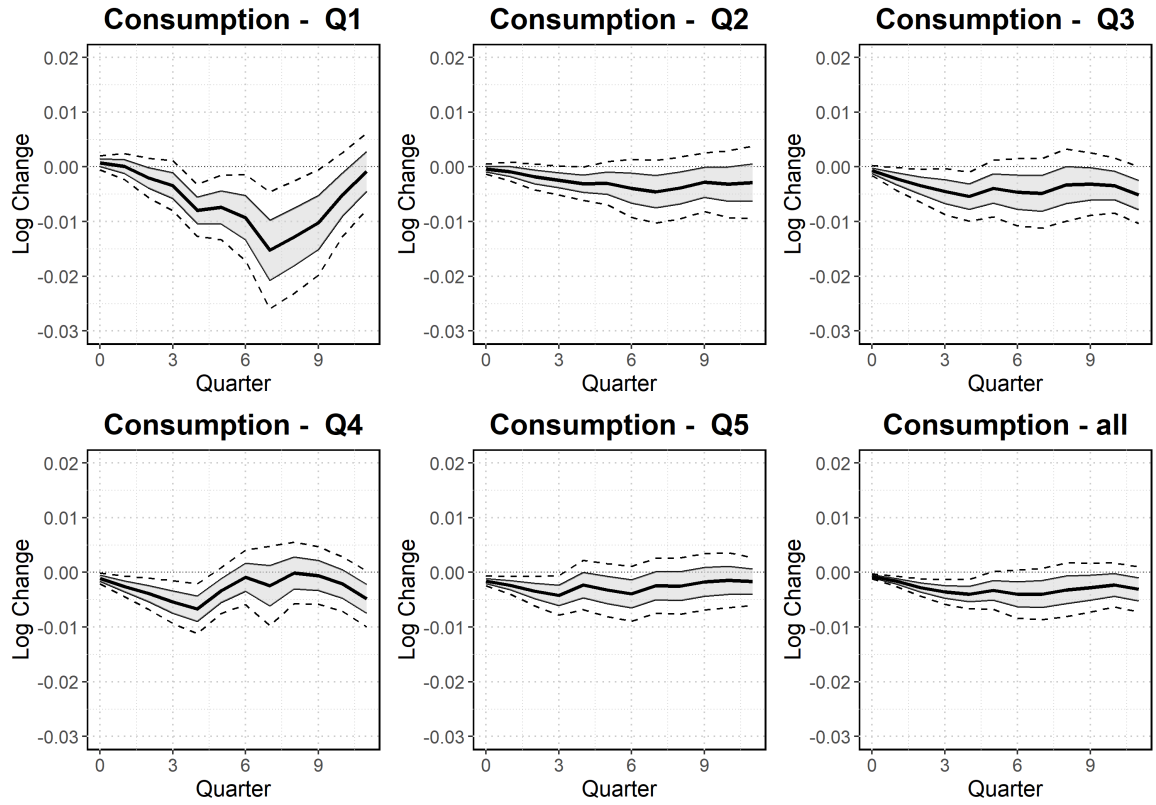 Consumption -  Q1
Log Change
0.02
0.01
0.00
-0.01
-0.02
-0.03
0 3 6 9
Quarter
Consumption -  Q2
Log Change
0.02
0.01
0.00
-0.01
-0.02
-0.03
0 3 6 9
Quarter
Consumption -  Q3
Log Change
0.02
0.01
0.00
-0.01
-0.02
-0.03
0 3 6 9
Quarter
Consumption -  Q4
Log Change
0.02
0.01
0.00
-0.01
-0.02
-0.03
0 3 6 9
Quarter
Consumption -  Q5
Log Change
0.02
0.01
0.00
-0.01
-0.02
-0.03
0 3 6 9
Quarter
Consumption - all
Log Change
0.02
0.01
0.00
-0.01
-0.02
-0.03
0 3 6 9
Quarter